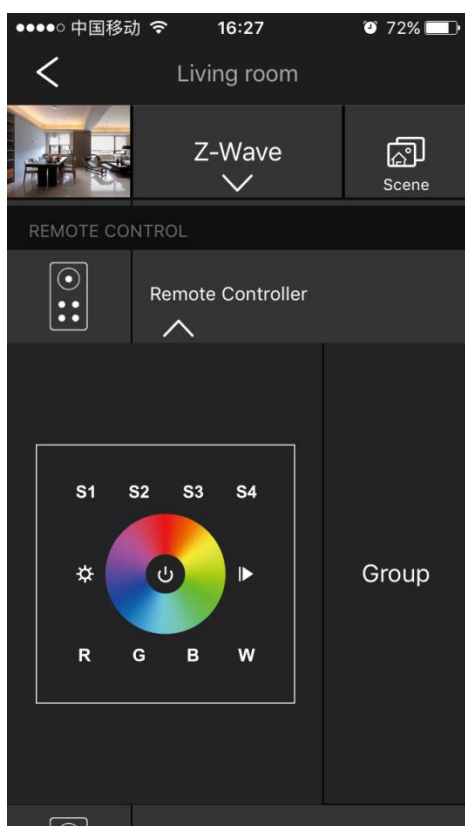 中国移动 16:27 72%
Living room
Z-Wave
Scene
REMOTE CONTROL
Remote Controller
S1 S2 S3 S4
Group
R G B W